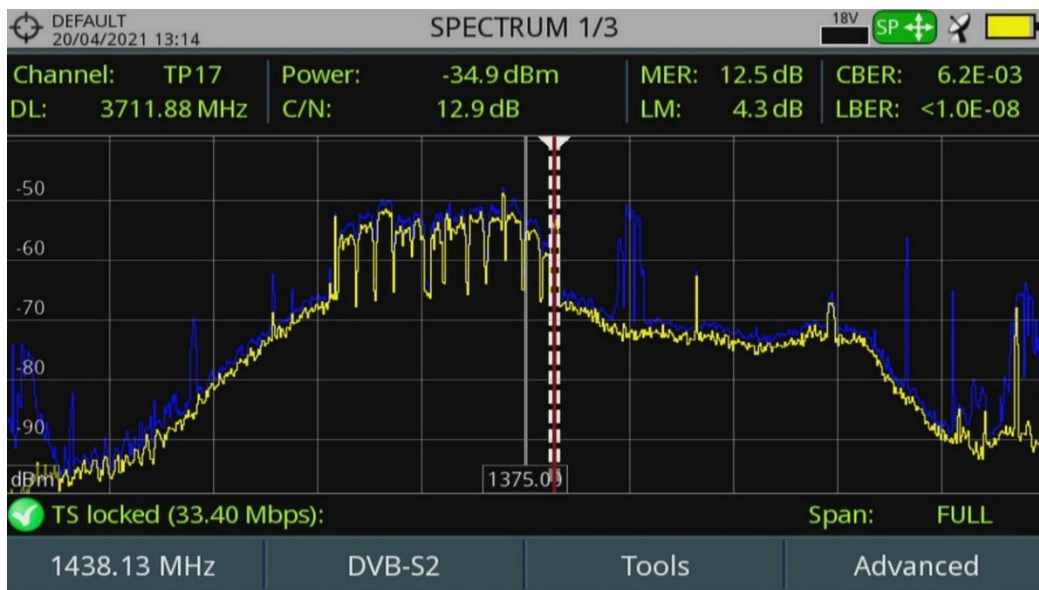 DEFAULT
20/04/2021 13:14
SPECTRUM 1/3
18V
SP
Channel: TP17
DL: 3711.88 MHz
Power: -34.9 dBm
C/N: 12.9 dB
MER: 12.5 dB
LM: 4.3 dB
CBER: 6.2E-03
LBER: <1.0E-08
-50
-60
-70
-80
-90
dBm
1375.00
TS locked (33.40 Mbps):
Span: FULL
1438.13 MHz
DVB-S2
Tools
Advanced